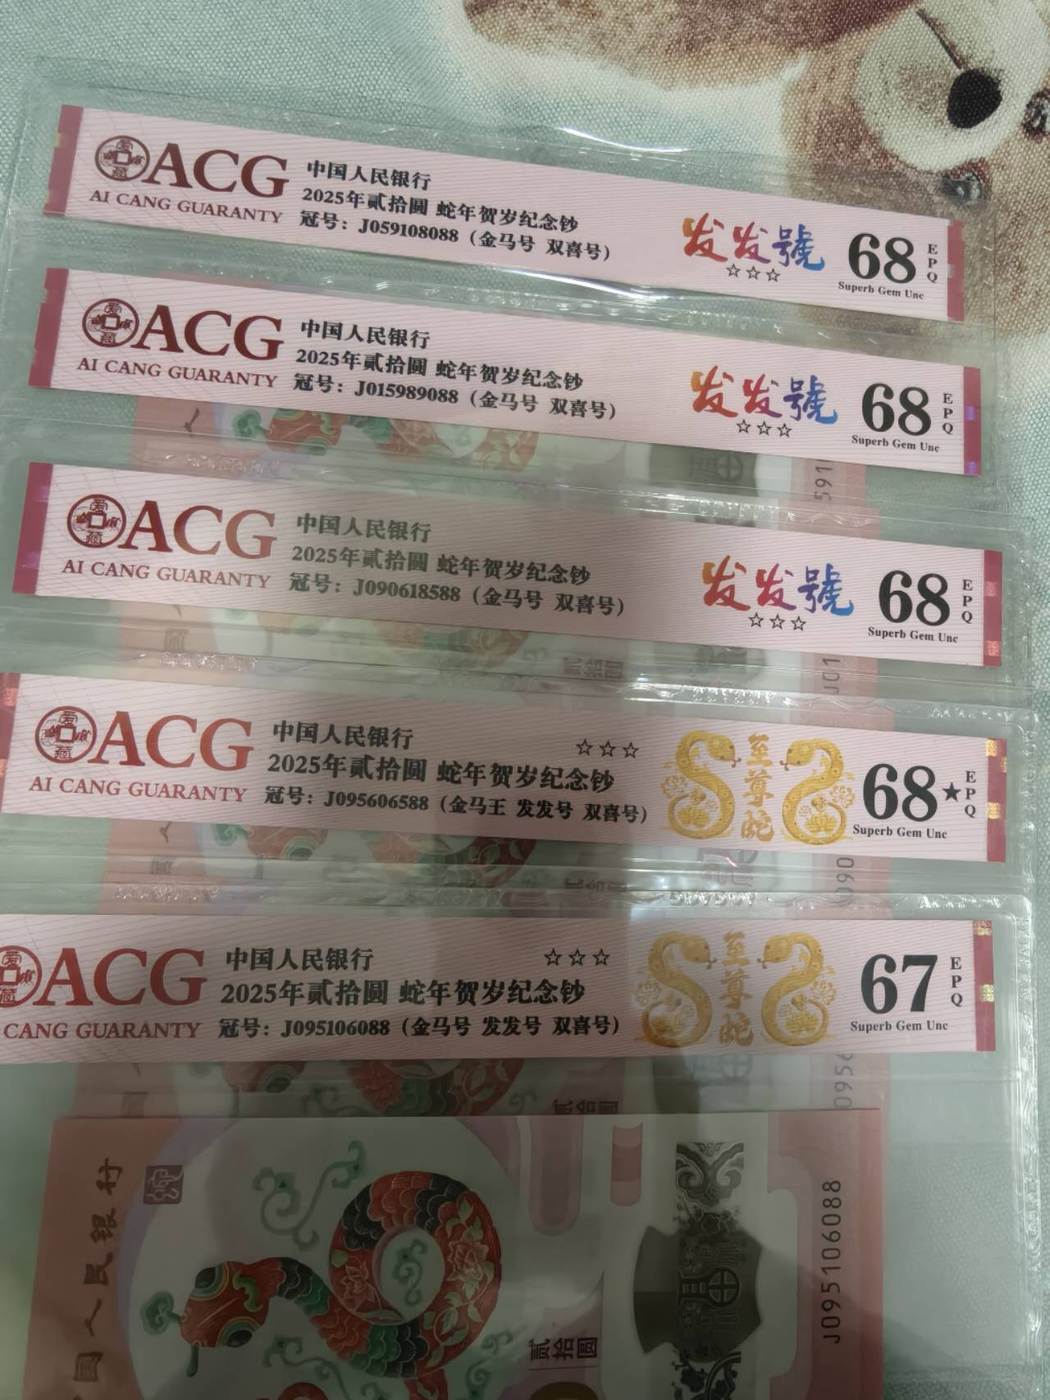 ACG
AI CANG GUARANTY
中国人民银行
2025年贰拾圆 蛇年贺岁纪念钞
冠号：J059108088（金马号 双喜号）
发发號
☆☆☆
68
EPQ
Superb Gem Unc
ACG
AI CANG GUARANTY
中国人民银行
2025年贰拾圆 蛇年贺岁纪念钞
冠号：J015989088（金马号 双喜号）
发发號
☆☆☆
68
EPQ
Superb Gem Unc
ACG
AI CANG GUARANTY
中国人民银行
2025年贰拾圆 蛇年贺岁纪念钞
冠号：J090618588（金马号 双喜号）
发发號
☆☆☆
68
EPQ
Superb Gem Unc
ACG
AI CANG GUARANTY
中国人民银行
☆☆☆
2025年贰拾圆 蛇年贺岁纪念钞
冠号：J095606588（金马王 发发号 双喜号）
至尊蛇
68★
EPQ
Superb Gem Unc
ACG
CANG GUARANTY
中国人民银行
☆☆☆
2025年贰拾圆 蛇年贺岁纪念钞
冠号：J095106088（金马号 发发号 双喜号）
至尊蛇
67
EPQ
Superb Gem Unc
中国人民银行
贰拾圆
J095106088